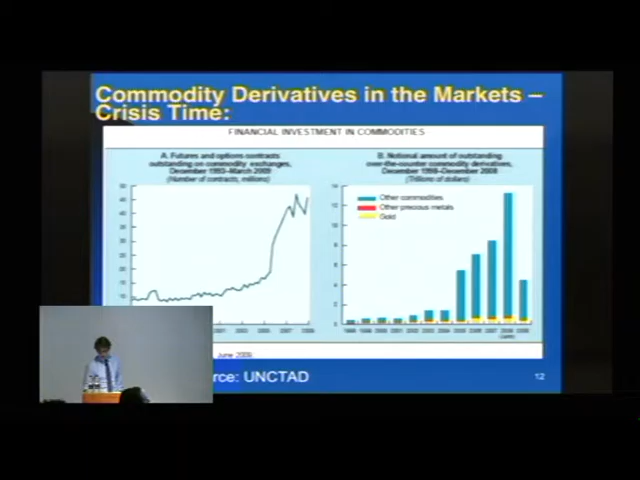 Commodity Derivatives in the Markets –
Crisis Time:
FINANCIAL INVESTMENT IN COMMODITIES
A. Futures and options contracts
outstanding on commodity exchanges,
December 1993–March 2009
(Number of contracts, millions)
B. Notional amount of outstanding
over-the-counter commodity derivatives,
December 1998–December 2008
(Trillions of dollars)
Other commodities
Other precious metals
Gold
June 2009.
rce: UNCTAD
12